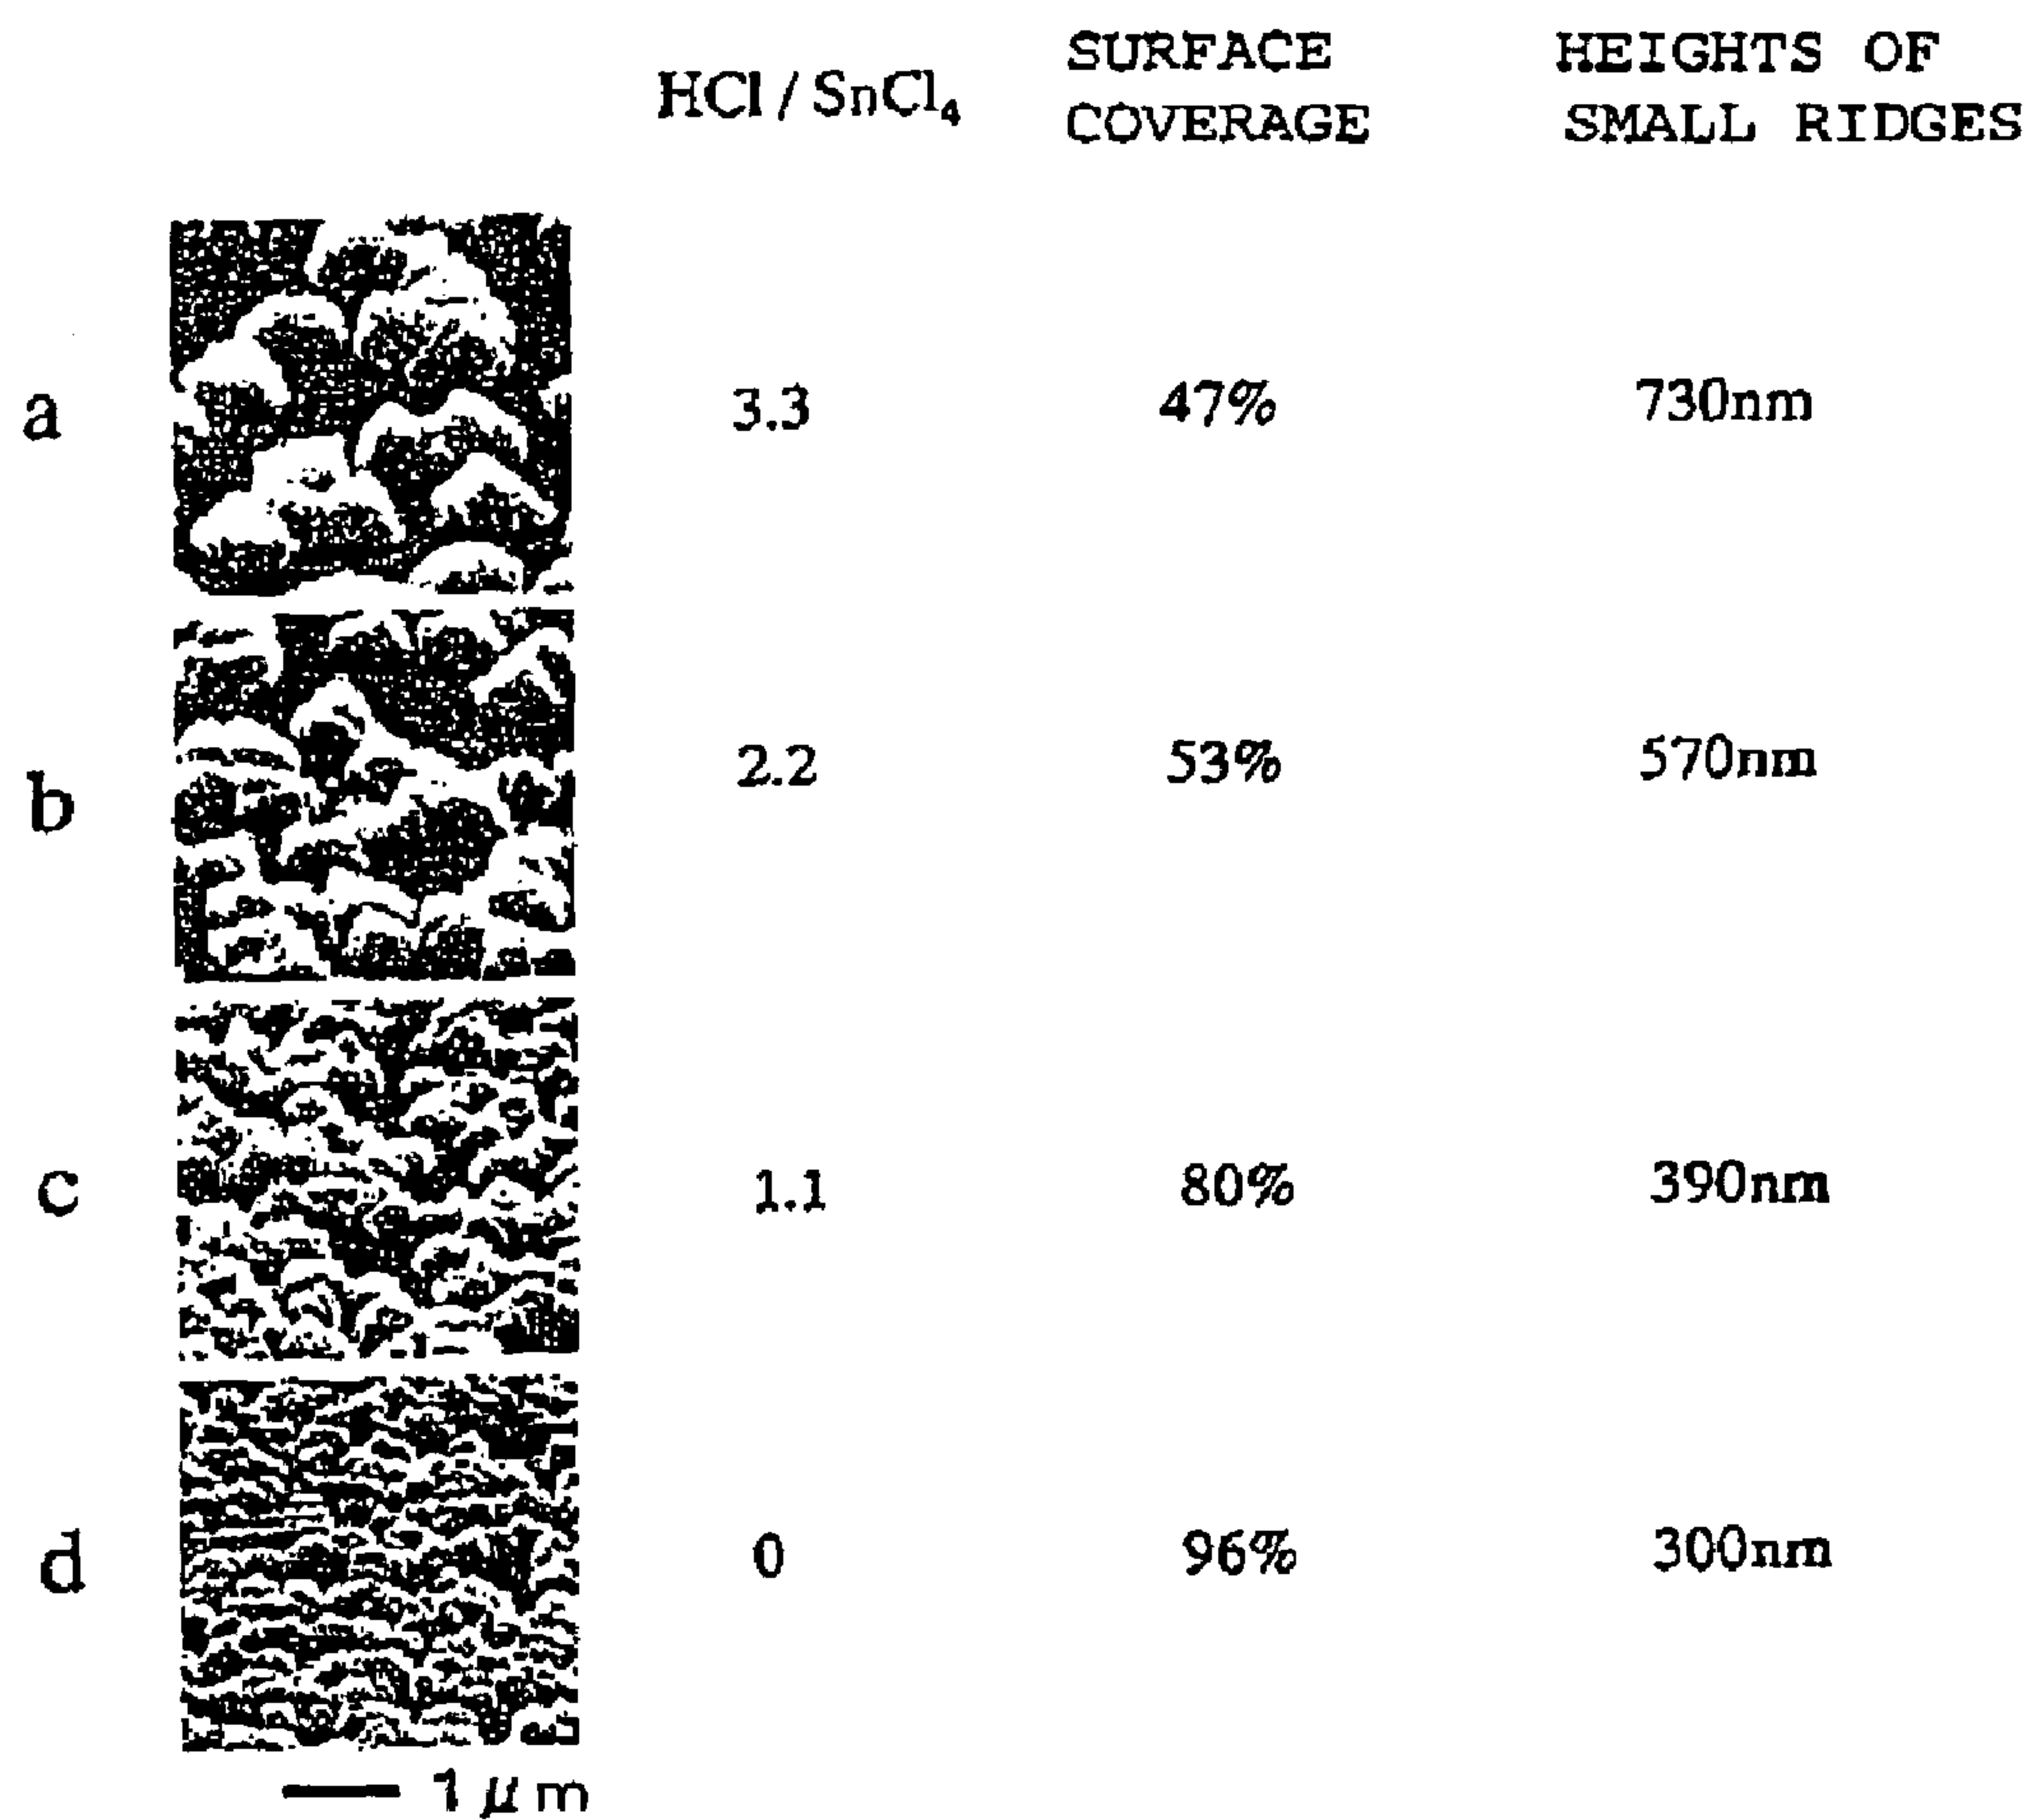 HCl / SnCl₄ SURFACE COVERAGE HEIGHTS OF SMALL RIDGES
a 3.3 47% 730nm
b 2.2 53% 570nm
c 1.1 80% 390nm
d 0 96% 300nm
1 μm